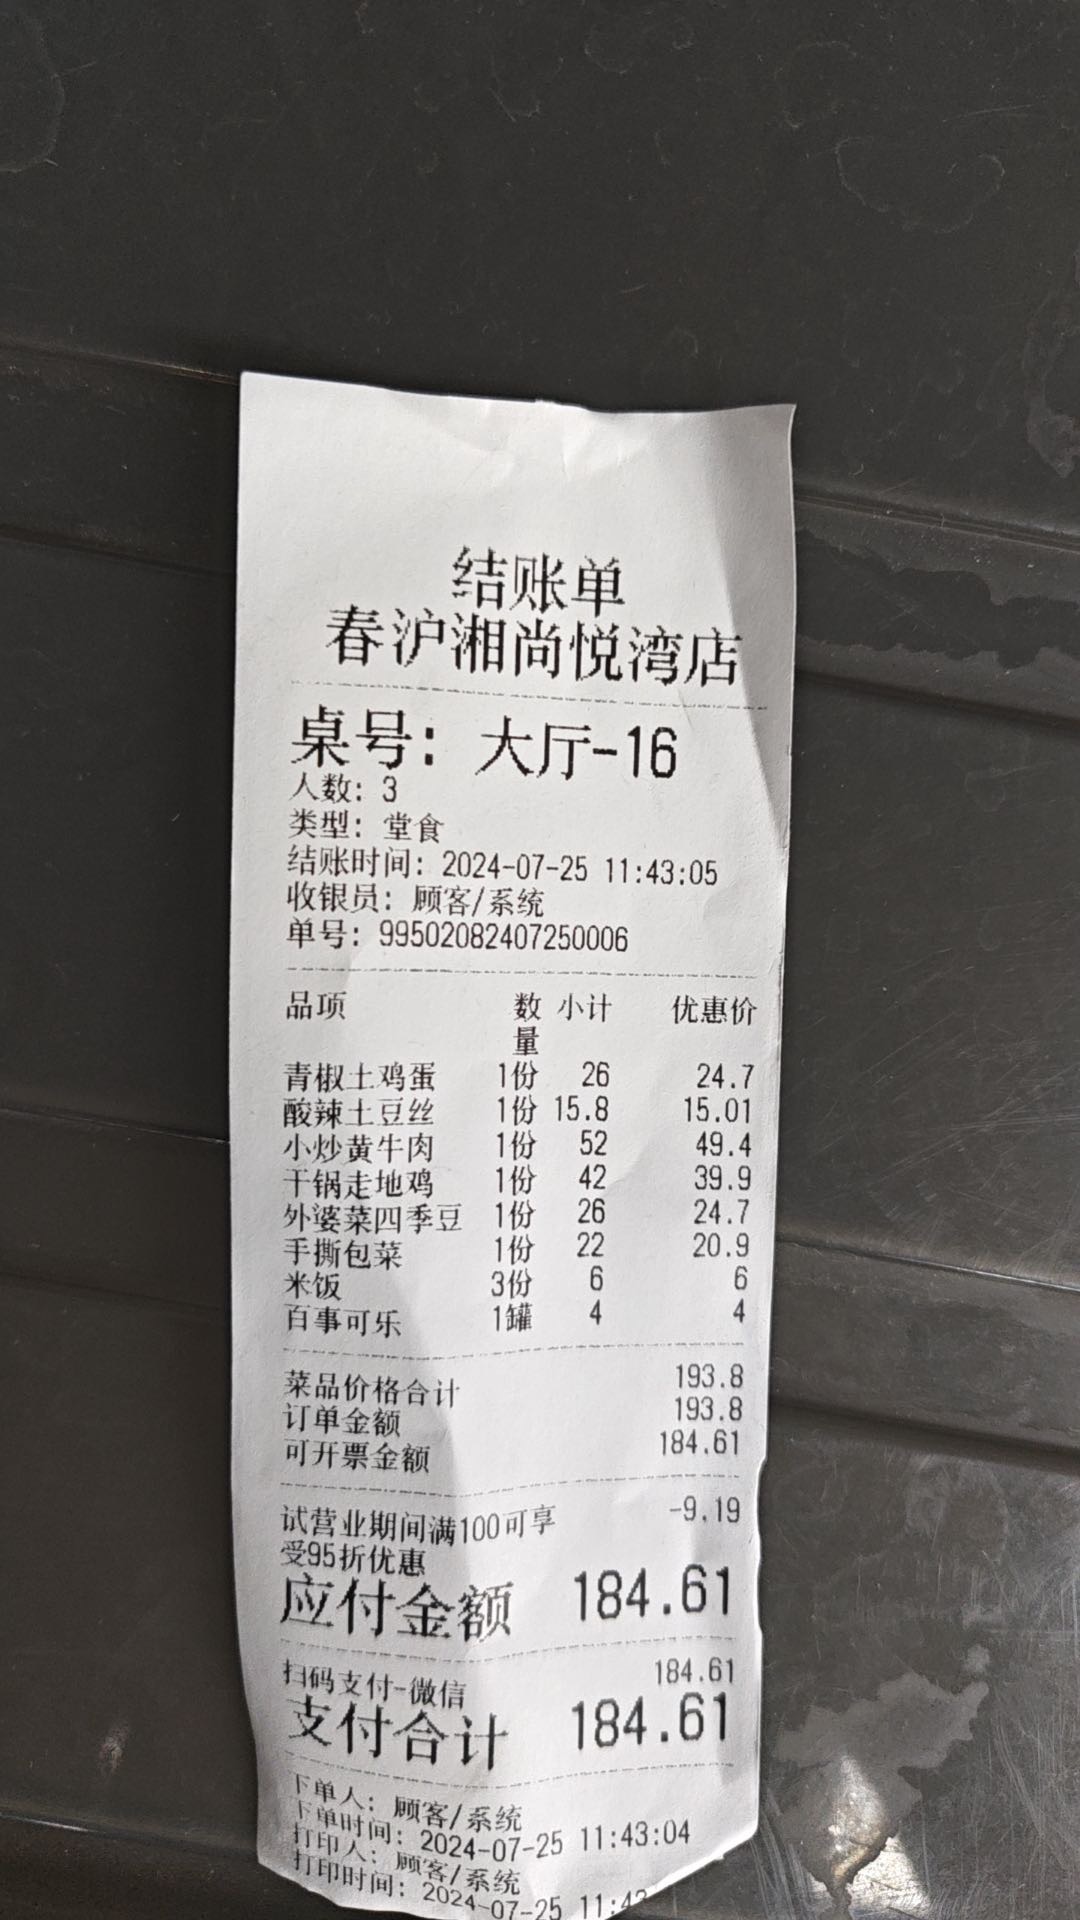 结账单
春沪湘尚悦湾店
桌号: 大厅-16
人数: 3
类型: 堂食
结账时间: 2024-07-25 11:43:05
收银员: 顾客/系统
单号: 99502082407250006
品项 数量 小计 优惠价
青椒土鸡蛋 1份 26 24.7
酸辣土豆丝 1份 15.8 15.01
小炒黄牛肉 1份 52 49.4
干锅走地鸡 1份 42 39.9
外婆菜四季豆 1份 26 24.7
手撕包菜 1份 22 20.9
米饭 3份 6 6
百事可乐 1罐 4 4
菜品价格合计 193.8
订单金额 193.8
可开票金额 184.61
试营业期间满100可享 -9.19
受95折优惠
应付金额 184.61
扫码支付-微信 184.61
支付合计 184.61
下单人: 顾客/系统
下单时间: 2024-07-25 11:43:04
打印人: 顾客/系统
打印时间: 2024-07-25 11:43